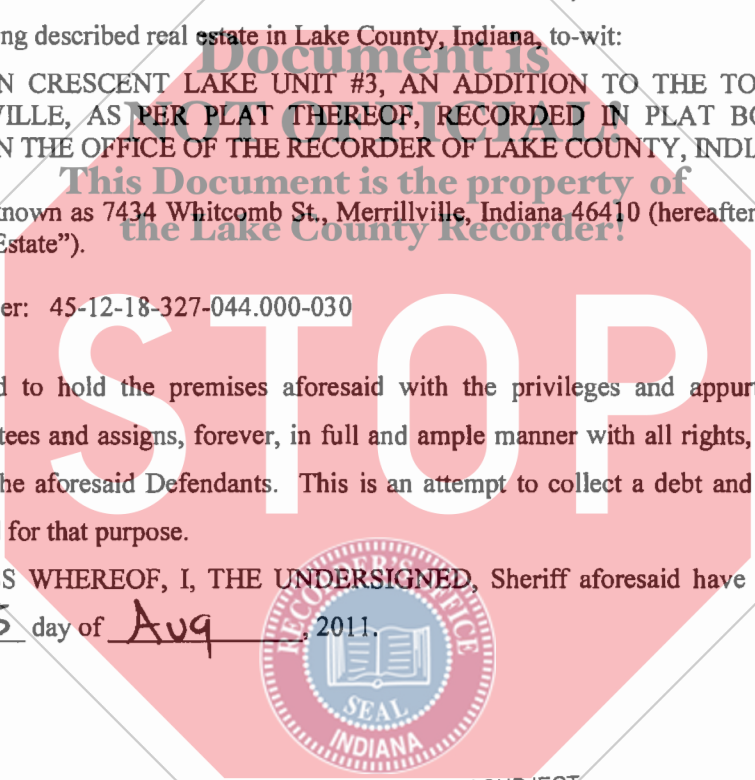 ng described real estate in Lake County, Indiana, to-wit:
Document is
N CRESCENT LAKE UNIT #3, AN ADDITION TO THE TO
VILLE, AS PER PLAT THEREOF, RECORDED IN PLAT BO
NOT OFFICIAL!
N THE OFFICE OF THE RECORDER OF LAKE COUNTY, INDI
This Document is the property of
nown as 7434 Whitcomb St., Merrillville, Indiana 46410 (hereafter
the Lake County Recorder!
Estate").
er: 45-12-18-327-044.000-030
STOP
d to hold the premises aforesaid with the privileges and appur
tees and assigns, forever, in full and ample manner with all rights,
he aforesaid Defendants. This is an attempt to collect a debt and
for that purpose.
S WHEREOF, I, THE UNDERSIGNED, Sheriff aforesaid have
5 day of Aug, 2011.
RECORDER'S OFFICE
SEAL
INDIANA